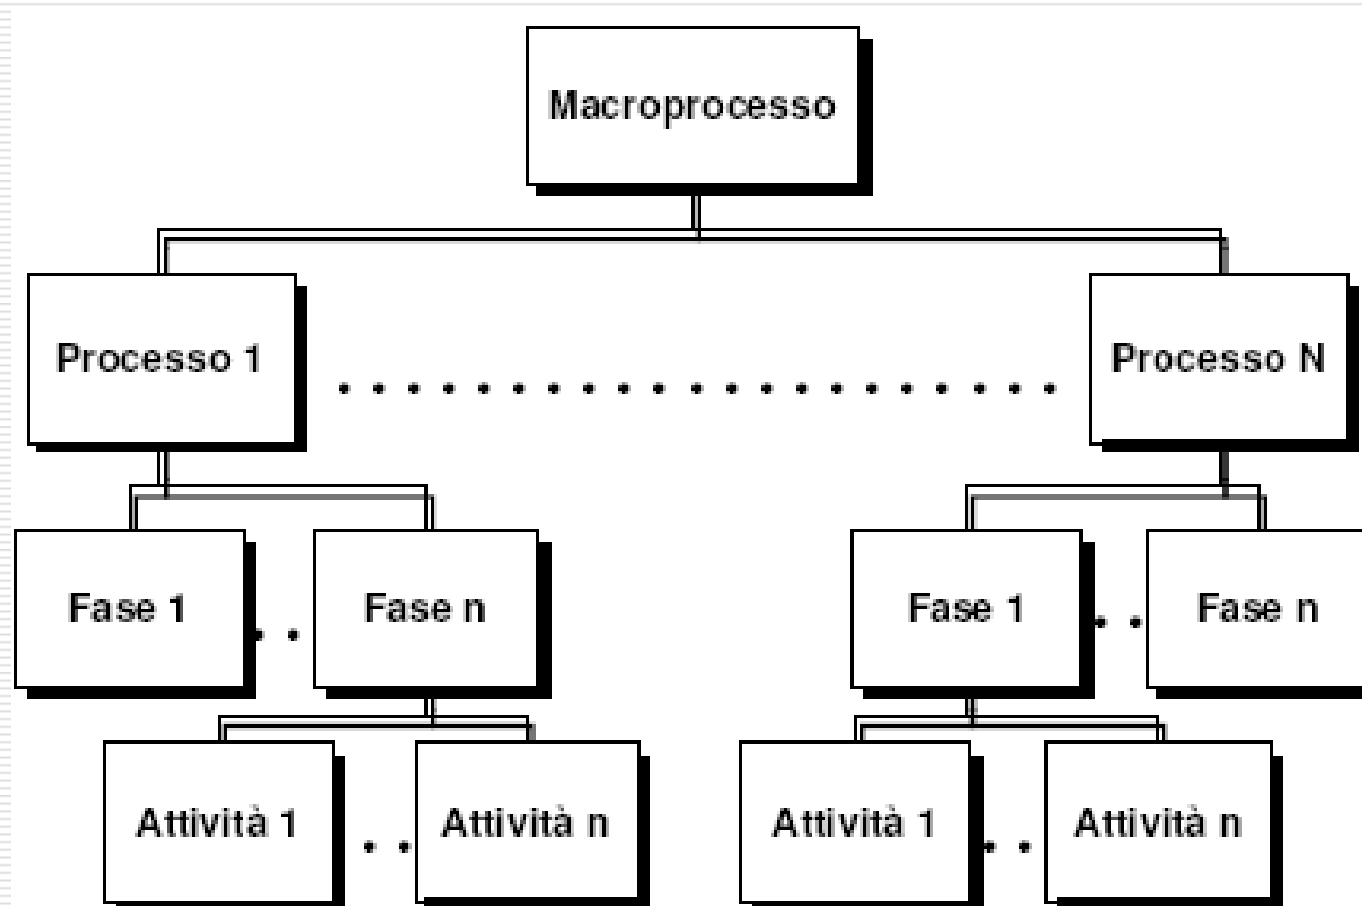 Macroprocesso
Processo 1
Processo N
Fase 1
Fase n
Fase 1
Fase n
Attività 1
Attività n
Attività 1
Attività n